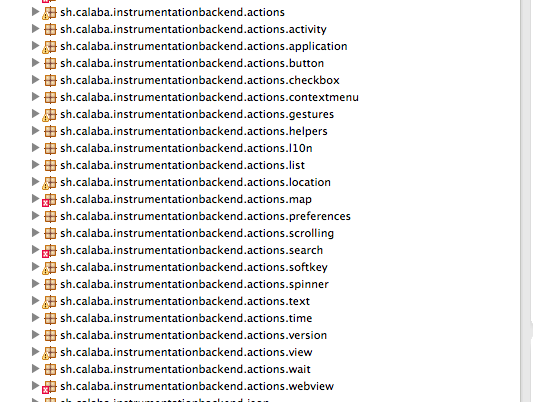 sh.calaba.instrumentationbackend.actions
sh.calaba.instrumentationbackend.actions.activity
sh.calaba.instrumentationbackend.actions.application
sh.calaba.instrumentationbackend.actions.button
sh.calaba.instrumentationbackend.actions.checkbox
sh.calaba.instrumentationbackend.actions.contextmenu
sh.calaba.instrumentationbackend.actions.gestures
sh.calaba.instrumentationbackend.actions.helpers
sh.calaba.instrumentationbackend.actions.l10n
sh.calaba.instrumentationbackend.actions.list
sh.calaba.instrumentationbackend.actions.location
sh.calaba.instrumentationbackend.actions.map
sh.calaba.instrumentationbackend.actions.preferences
sh.calaba.instrumentationbackend.actions.scrolling
sh.calaba.instrumentationbackend.actions.search
sh.calaba.instrumentationbackend.actions.softkey
sh.calaba.instrumentationbackend.actions.spinner
sh.calaba.instrumentationbackend.actions.text
sh.calaba.instrumentationbackend.actions.time
sh.calaba.instrumentationbackend.actions.version
sh.calaba.instrumentationbackend.actions.view
sh.calaba.instrumentationbackend.actions.wait
sh.calaba.instrumentationbackend.actions.webview